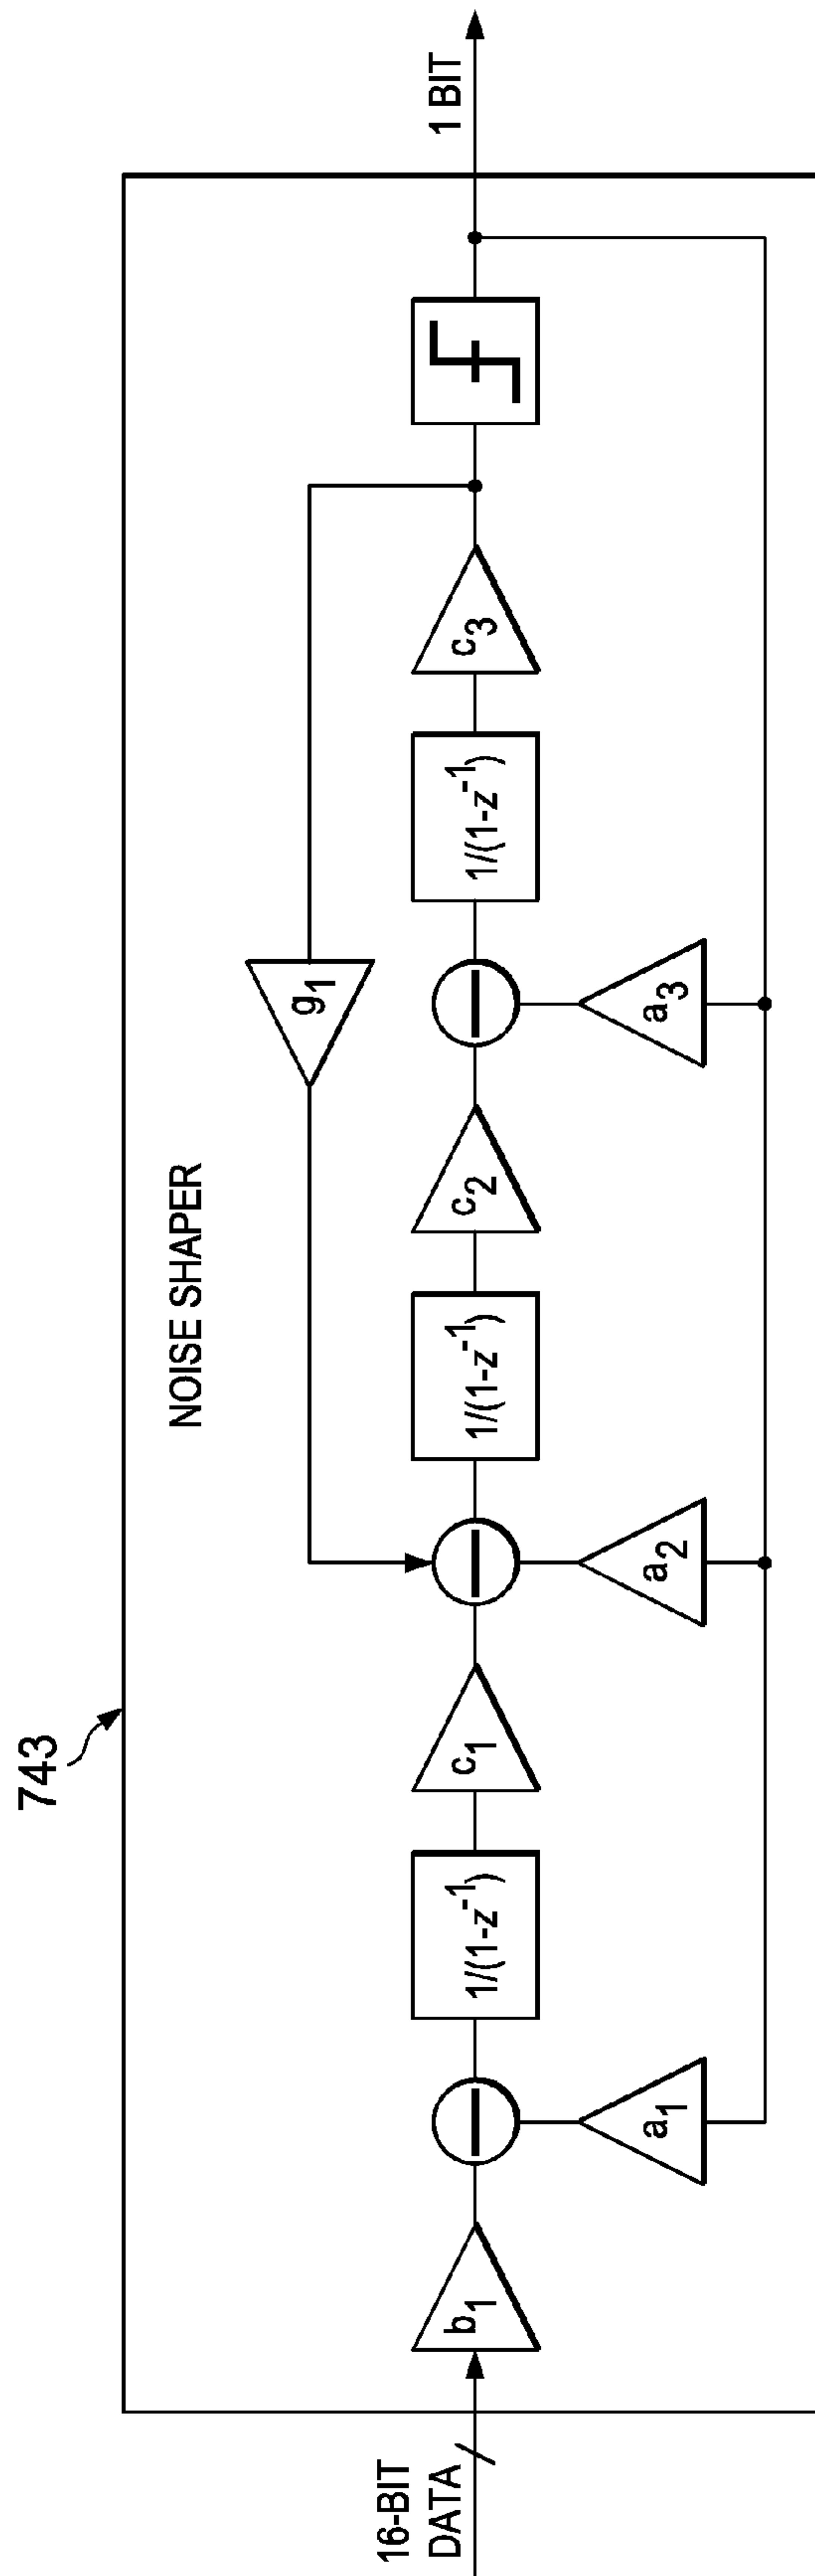 743
NOISE SHAPER
g1
16-BIT
DATA
b1
1/(1-z^-1)
c1
1/(1-z^-1)
c2
1/(1-z^-1)
c3
1 BIT
a1
a2
a3